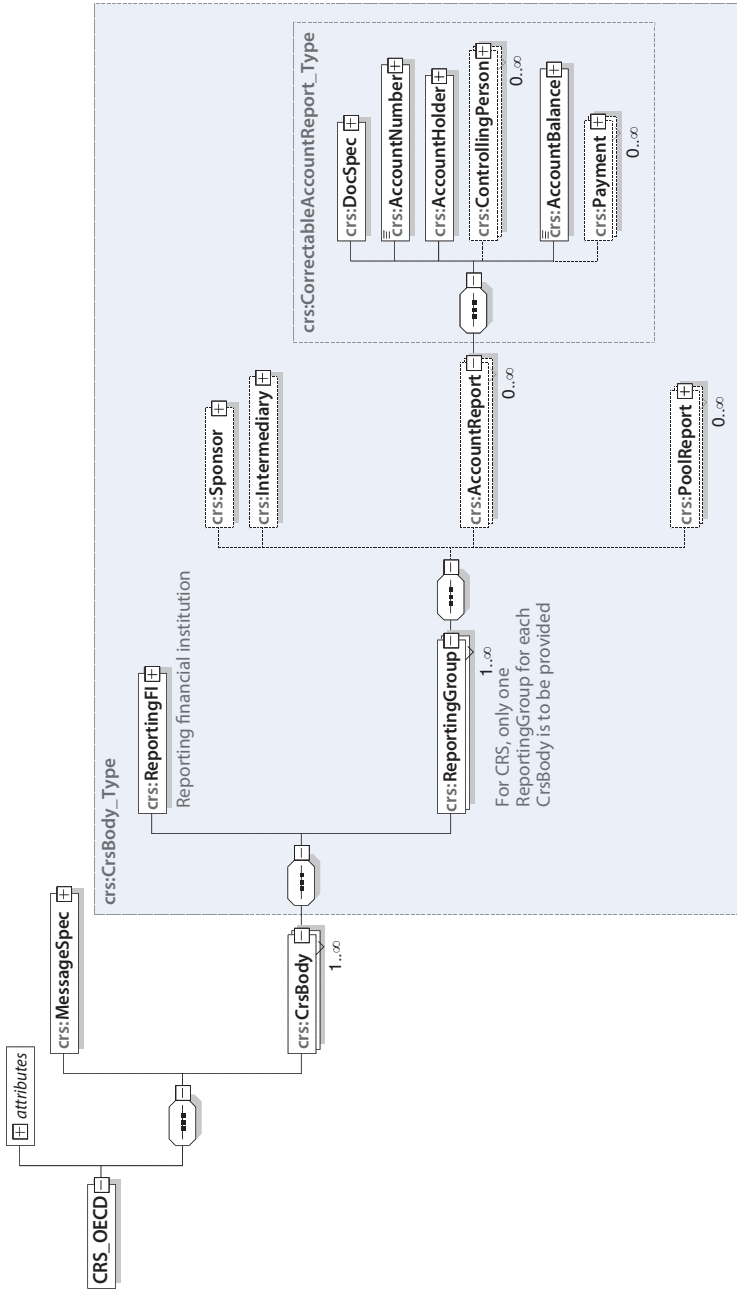 CRS_OECD
attributes
crs:MessageSpec
crs:CrsBody
1..∞
crs:CrsBody_Type
crs:ReportingFI
Reporting financial institution
crs:ReportingGroup
1..∞
For CRS, only one
ReportingGroup for each
CrsBody is to be provided
crs:Sponsor
crs:Intermediary
crs:AccountReport
0..∞
crs:PoolReport
0..∞
crs:CorrectableAccountReport_Type
crs:DocSpec
crs:AccountNumber
crs:AccountHolder
crs:ControllingPerson
0..∞
crs:AccountBalance
crs:Payment
0..∞